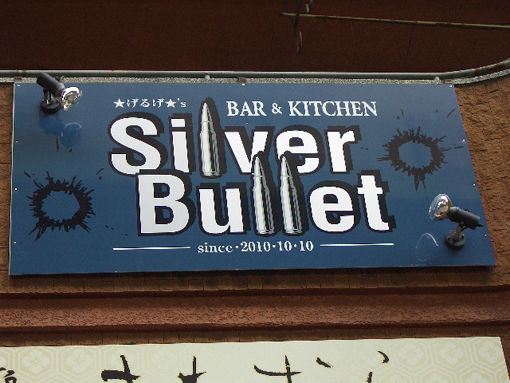 ★げるげ★'s BAR & KITCHEN
Silver
Bullet
since・2010・10・10